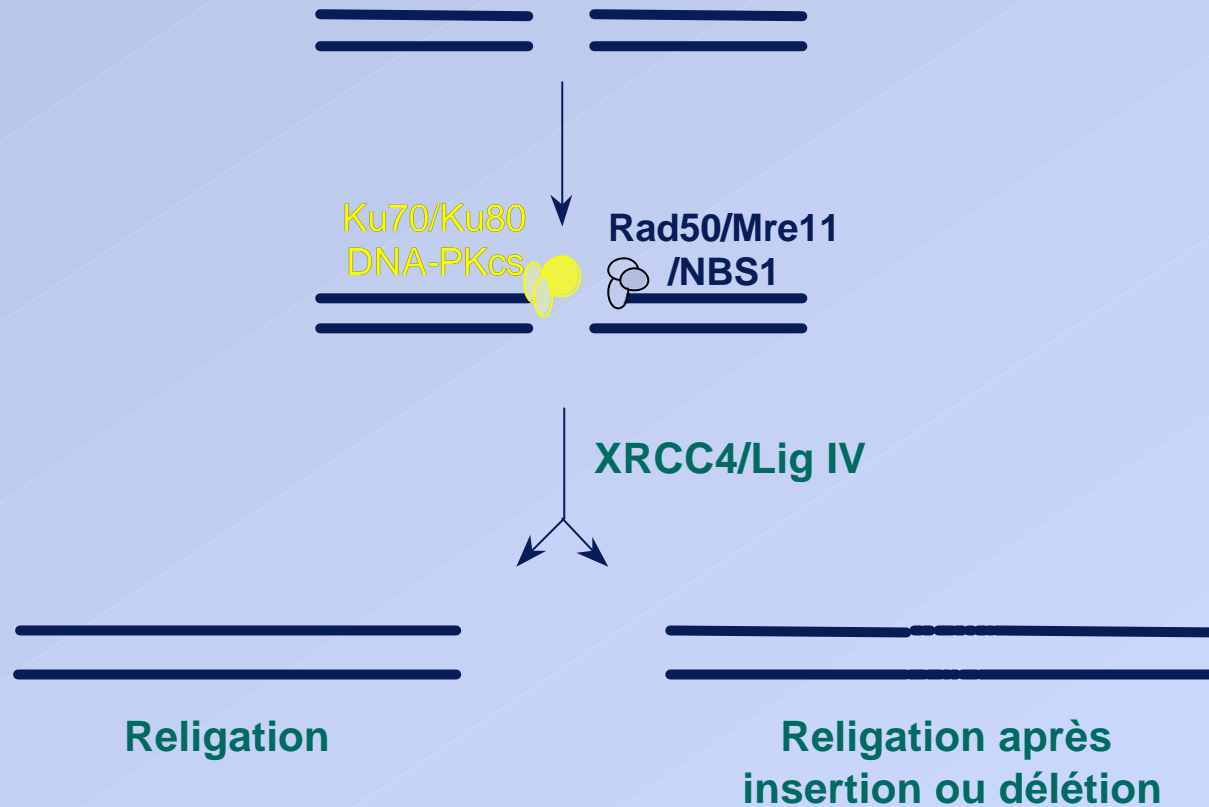 Ku70/Ku80
DNA-PKcs
Rad50/Mre11
/NBS1
XRCC4/Lig IV
Religation
Religation après
insertion ou délétion